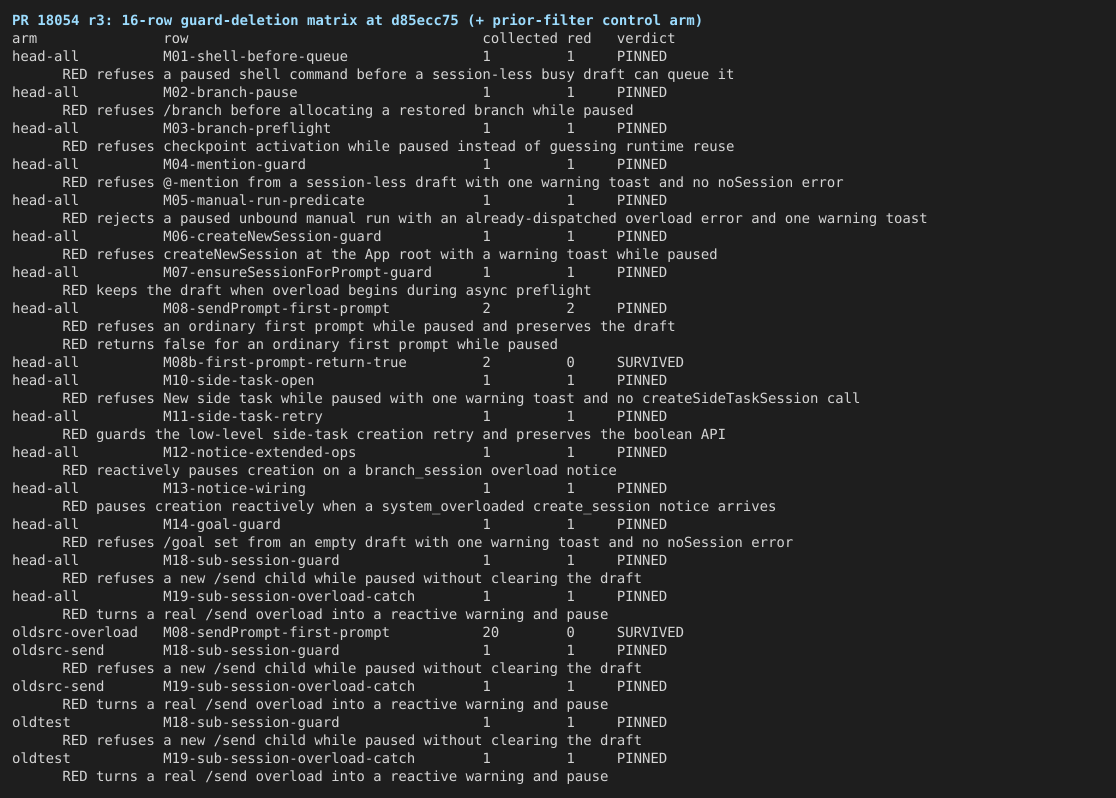 PR 18054 r3: 16-row guard-deletion matrix at d85ecc75 (+ prior-filter control arm)
arm row collected red verdict
head-all M01-shell-before-queue 1 1 PINNED
RED refuses a paused shell command before a session-less busy draft can queue it
head-all M02-branch-pause 1 1 PINNED
RED refuses /branch before allocating a restored branch while paused
head-all M03-branch-preflight 1 1 PINNED
RED refuses checkpoint activation while paused instead of guessing runtime reuse
head-all M04-mention-guard 1 1 PINNED
RED refuses @-mention from a session-less draft with one warning toast and no noSession error
head-all M05-manual-run-predicate 1 1 PINNED
RED rejects a paused unbound manual run with an already-dispatched overload error and one warning toast
head-all M06-createNewSession-guard 1 1 PINNED
RED refuses createNewSession at the App root with a warning toast while paused
head-all M07-ensureSessionForPrompt-guard 1 1 PINNED
RED keeps the draft when overload begins during async preflight
head-all M08-sendPrompt-first-prompt 2 2 PINNED
RED refuses an ordinary first prompt while paused and preserves the draft
RED returns false for an ordinary first prompt while paused
head-all M08b-first-prompt-return-true 2 0 SURVIVED
head-all M10-side-task-open 1 1 PINNED
RED refuses New side task while paused with one warning toast and no createSideTaskSession call
head-all M11-side-task-retry 1 1 PINNED
RED guards the low-level side-task creation retry and preserves the boolean API
head-all M12-notice-extended-ops 1 1 PINNED
RED reactively pauses creation on a branch_session overload notice
head-all M13-notice-wiring 1 1 PINNED
RED pauses creation reactively when a system_overloaded create_session notice arrives
head-all M14-goal-guard 1 1 PINNED
RED refuses /goal set from an empty draft with one warning toast and no noSession error
head-all M18-sub-session-guard 1 1 PINNED
RED refuses a new /send child while paused without clearing the draft
head-all M19-sub-session-overload-catch 1 1 PINNED
RED turns a real /send overload into a reactive warning and pause
oldsrc-overload M08-sendPrompt-first-prompt 20 0 SURVIVED
oldsrc-send M18-sub-session-guard 1 1 PINNED
RED refuses a new /send child while paused without clearing the draft
oldsrc-send M19-sub-session-overload-catch 1 1 PINNED
RED turns a real /send overload into a reactive warning and pause
oldtest M18-sub-session-guard 1 1 PINNED
RED refuses a new /send child while paused without clearing the draft
oldtest M19-sub-session-overload-catch 1 1 PINNED
RED turns a real /send overload into a reactive warning and pause